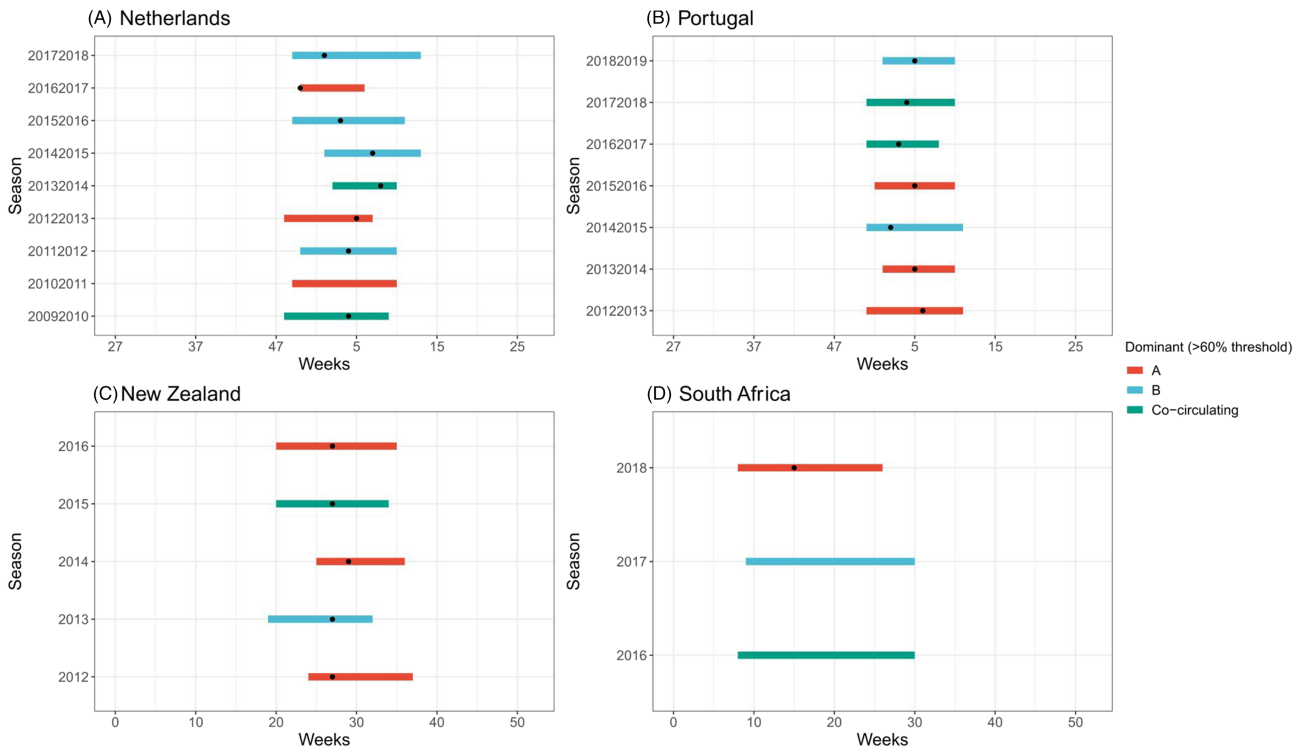 (A) Netherlands
Season
20172018
20162017
20152016
20142015
20132014
20122013
20112012
20102011
20092010
27 37 47 5 15 25
Weeks
(B) Portugal
Season
20182019
20172018
20162017
20152016
20142015
20132014
20122013
27 37 47 5 15 25
Weeks
(C) New Zealand
Season
2016
2015
2014
2013
2012
0 10 20 30 40 50
Weeks
(D) South Africa
Season
2018
2017
2016
0 10 20 30 40 50
Weeks
Dominant (>60% threshold)
A
B
Co−circulating